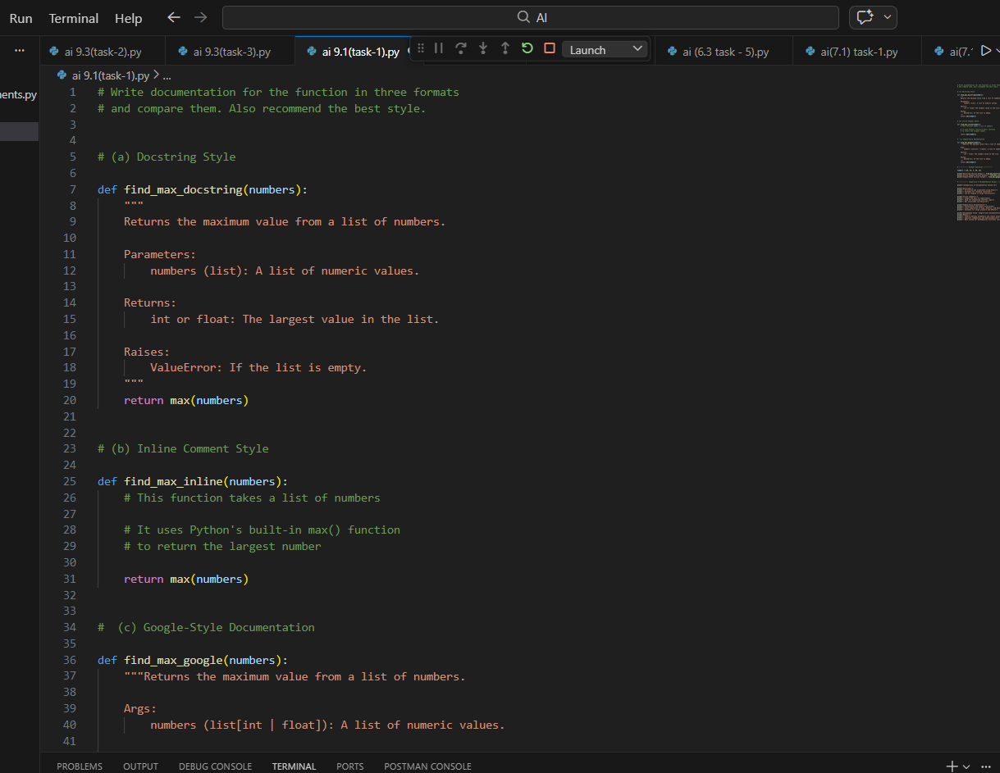 Run Terminal Help AI
ai 9.3(task-2).py ai 9.3(task-3).py ai 9.1(task-1).py Launch ai (6.3 task - 5).py ai(7.1) task-1.py ai(7.
ents.py
ai 9.1(task-1).py > ...
1 # Write documentation for the function in three formats
2 # and compare them. Also recommend the best style.
3
4
5 # (a) Docstring Style
6
7 def find_max_docstring(numbers):
8 """
9 Returns the maximum value from a list of numbers.
10
11 Parameters:
12 numbers (list): A list of numeric values.
13
14 Returns:
15 int or float: The largest value in the list.
16
17 Raises:
18 ValueError: If the list is empty.
19 """
20 return max(numbers)
21
22
23 # (b) Inline Comment Style
24
25 def find_max_inline(numbers):
26 # This function takes a list of numbers
27
28 # It uses Python's built-in max() function
29 # to return the largest number
30
31 return max(numbers)
32
33
34 #  (c) Google-Style Documentation
35
36 def find_max_google(numbers):
37 """Returns the maximum value from a list of numbers.
38
39 Args:
40 numbers (list[int | float]): A list of numeric values.
41
PROBLEMS OUTPUT DEBUG CONSOLE TERMINAL PORTS POSTMAN CONSOLE